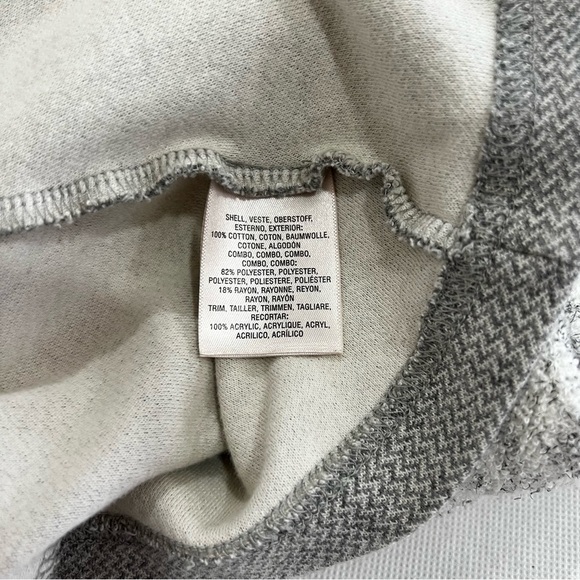 SHELL, VESTE, OBERSTOFF,
ESTERNO, EXTERIOR:
100% COTTON, COTON, BAUMWOLLE,
COTONE, ALGODÓN
COMBO, COMBO, COMBO,
COMBO, COMBO:
82% POLYESTER, POLYESTER,
POLYESTER, POLIESTERE, POLIÉSTER
18% RAYON, RAYONNE, REYON,
RAYON, RAYÓN
TRIM, TAILLER, TRIMMEN, TAGLIARE,
RECORTAR:
100% ACRYLIC, ACRYLIQUE, ACRYL,
ACRILICO, ACRÍLICO